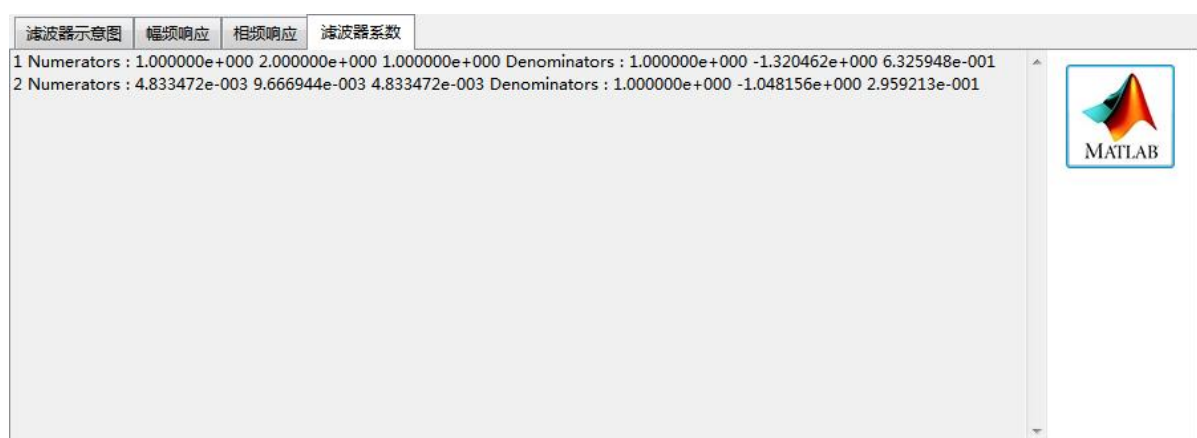 滤波器示意图 幅频响应 相频响应 滤波器系数
1 Numerators : 1.000000e+000 2.000000e+000 1.000000e+000 Denominators : 1.000000e+000 -1.320462e+000 6.325948e-001
2 Numerators : 4.833472e-003 9.666944e-003 4.833472e-003 Denominators : 1.000000e+000 -1.048156e+000 2.959213e-001
MATLAB